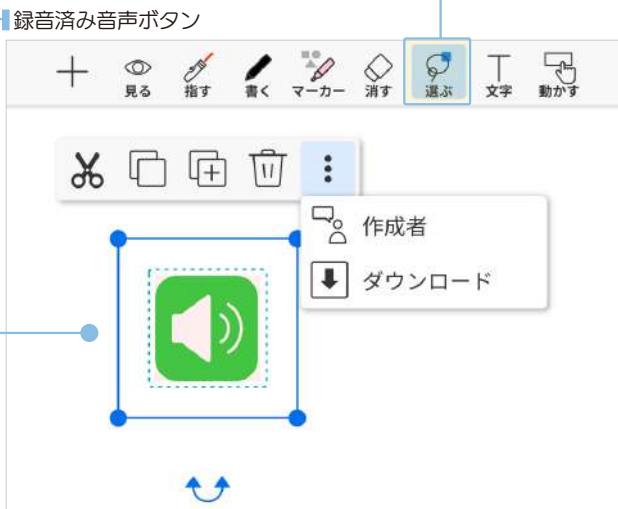 録音済み音声ボタン
見る 指す 書く マーカー 消す 選ぶ 文字 動かす
作成者
ダウンロード